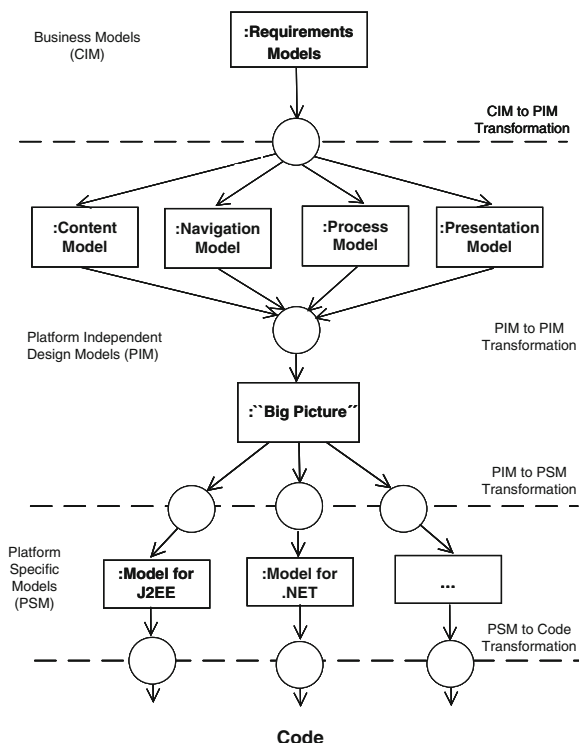 Business Models
(CIM)
:Requirements
Models
CIM to PIM
Transformation
:Content
Model
:Navigation
Model
:Process
Model
:Presentation
Model
Platform Independent
Design Models (PIM)
PIM to PIM
Transformation
:``Big Picture´´
PIM to PSM
Transformation
Platform
Specific
Models
(PSM)
:Model for
J2EE
:Model for
.NET
...
PSM to Code
Transformation
Code